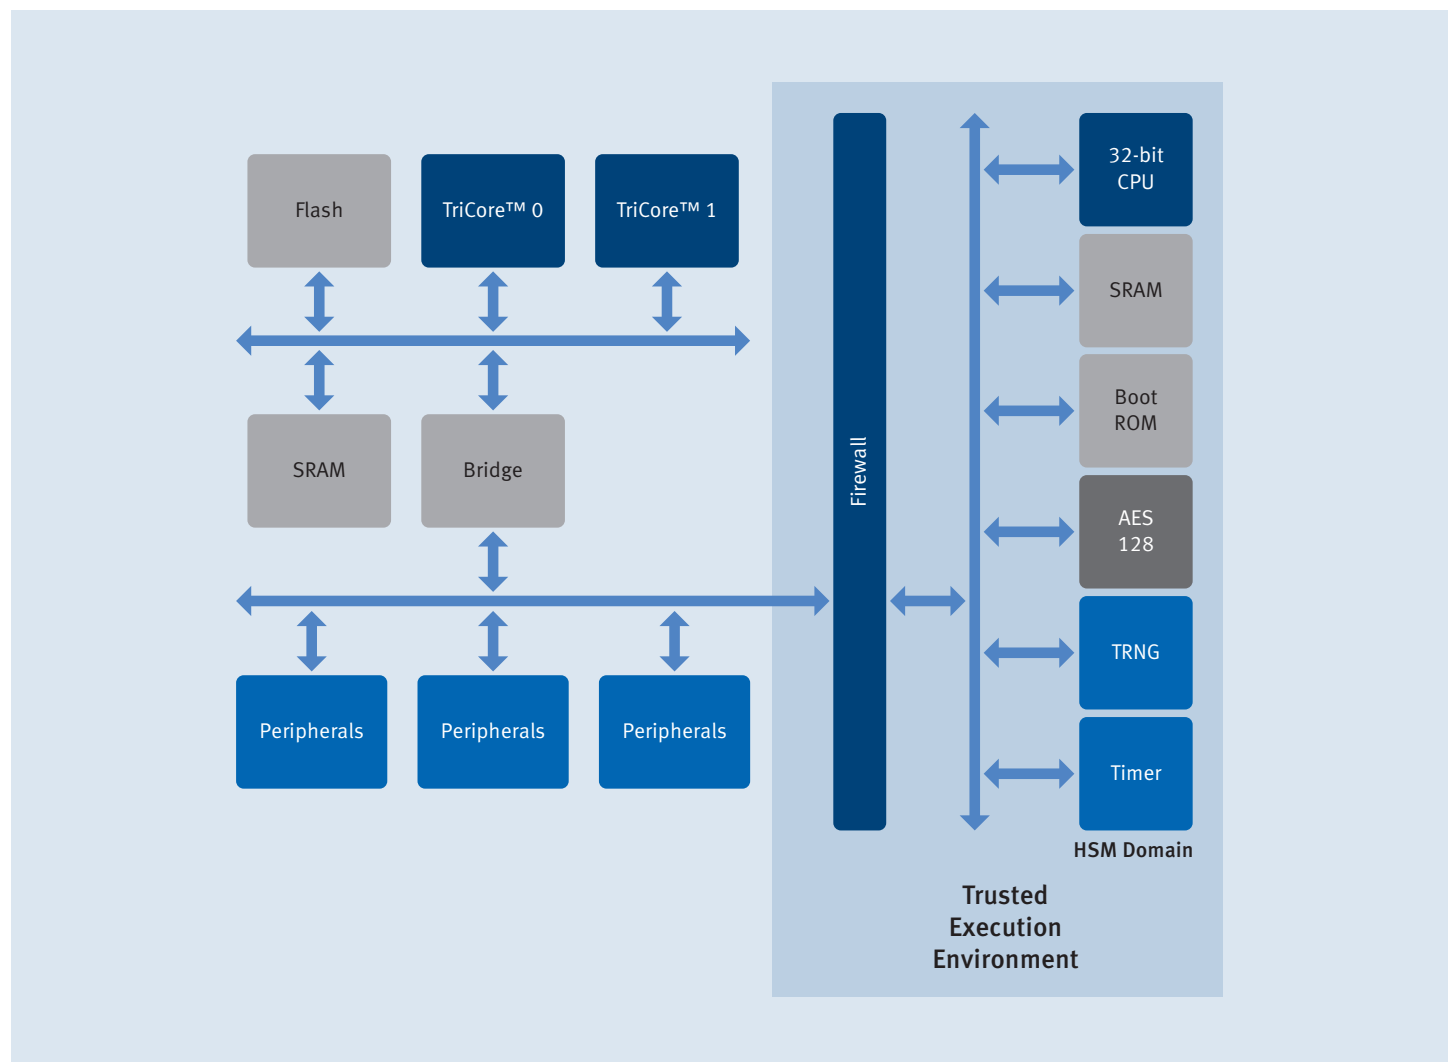 Flash
TriCore™ 0
TriCore™ 1
SRAM
Bridge
Peripherals
Peripherals
Peripherals
Firewall
32-bit
CPU
SRAM
Boot
ROM
AES
128
TRNG
Timer
HSM Domain
Trusted
Execution
Environment